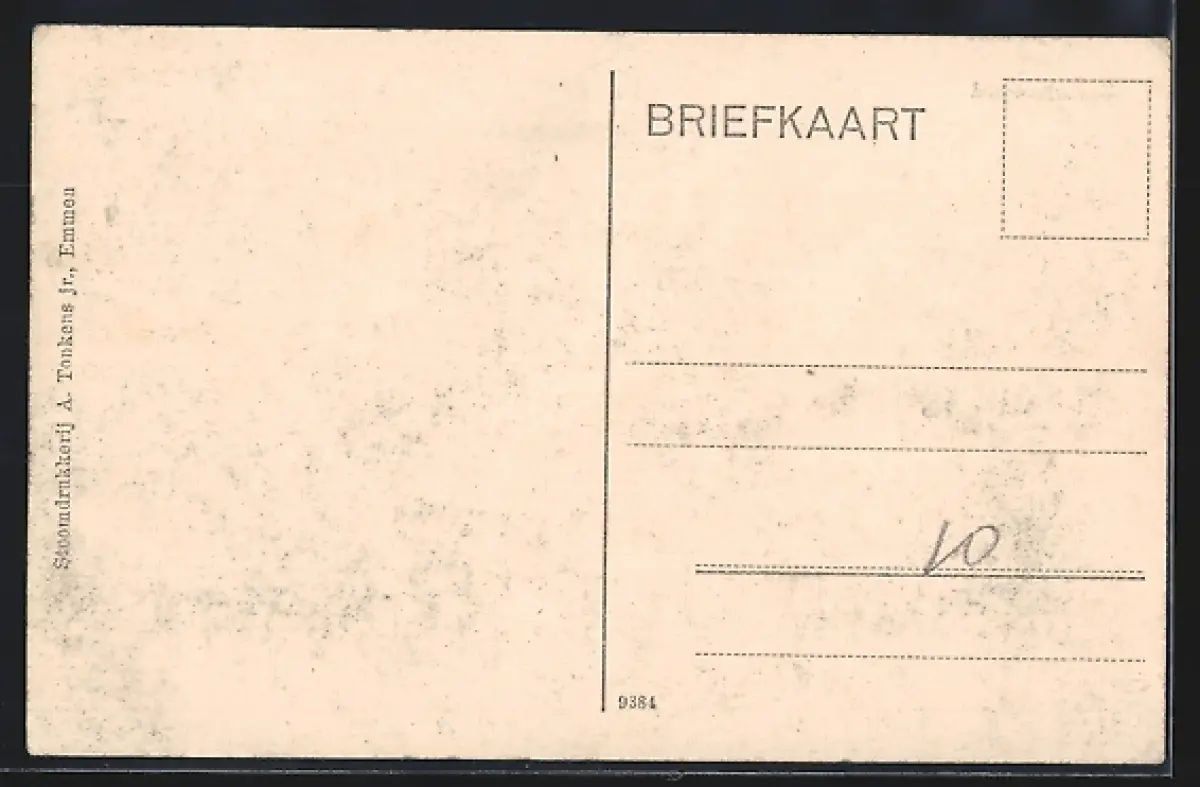 Stoomdrukkerij A. Tonkens jr., Emmen
BRIEFKAART
10
9384